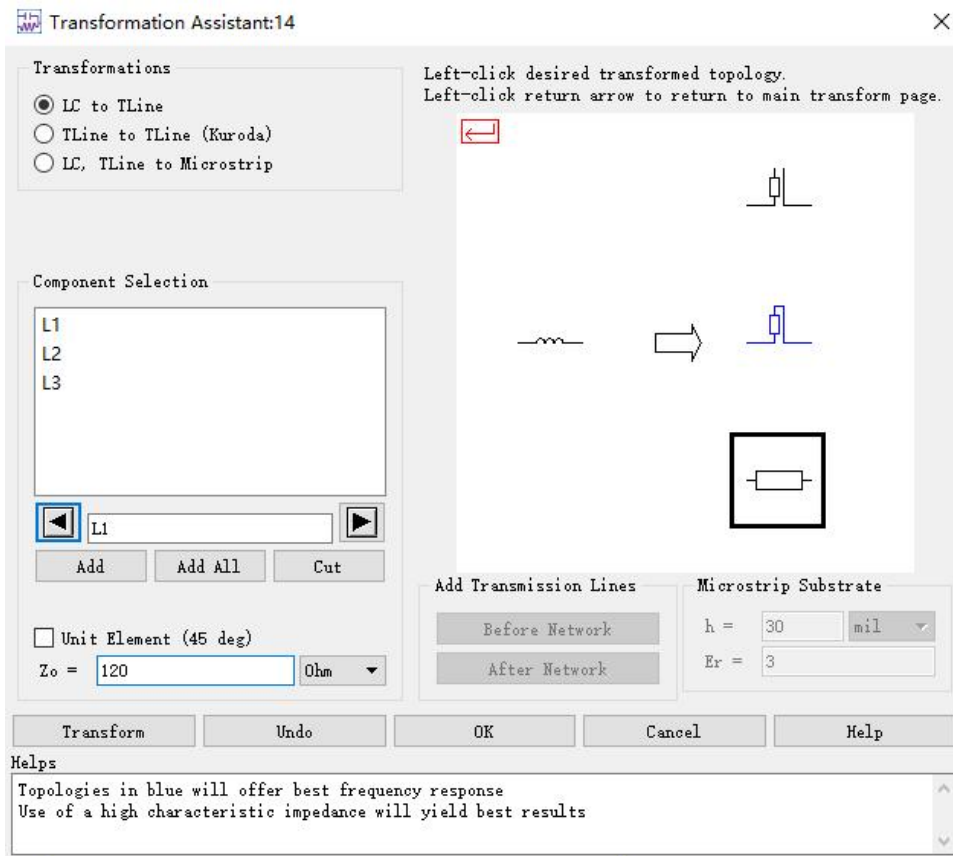 Transformation Assistant:14
Transformations
LC to TLine
TLine to TLine (Kuroda)
LC, TLine to Microstrip
Left-click desired transformed topology.
Left-click return arrow to return to main transform page.
Component Selection
L1
L2
L3
L1
Add
Add All
Cut
Unit Element (45 deg)
Zo =
120
Ohm
Add Transmission Lines
Before Network
After Network
Microstrip Substrate
h =
30
mil
Er =
3
Transform
Undo
OK
Cancel
Help
Helps
Topologies in blue will offer best frequency response
Use of a high characteristic impedance will yield best results